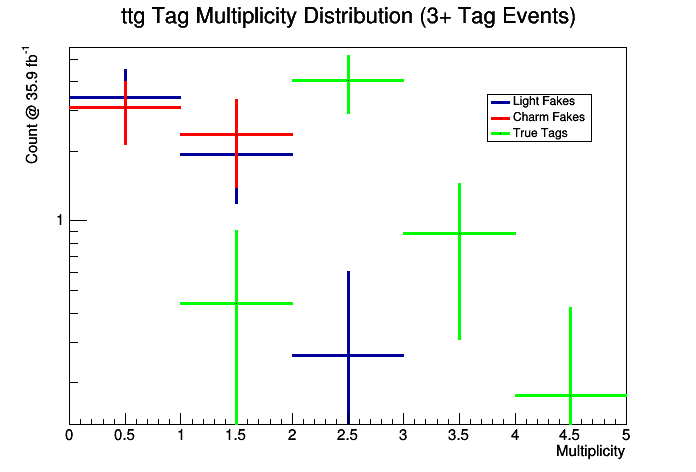 ttg Tag Multiplicity Distribution (3+ Tag Events)
Count @ 35.9 fb⁻¹
Light Fakes
Charm Fakes
True Tags
1
0 0.5 1 1.5 2 2.5 3 3.5 4 4.5 5
Multiplicity